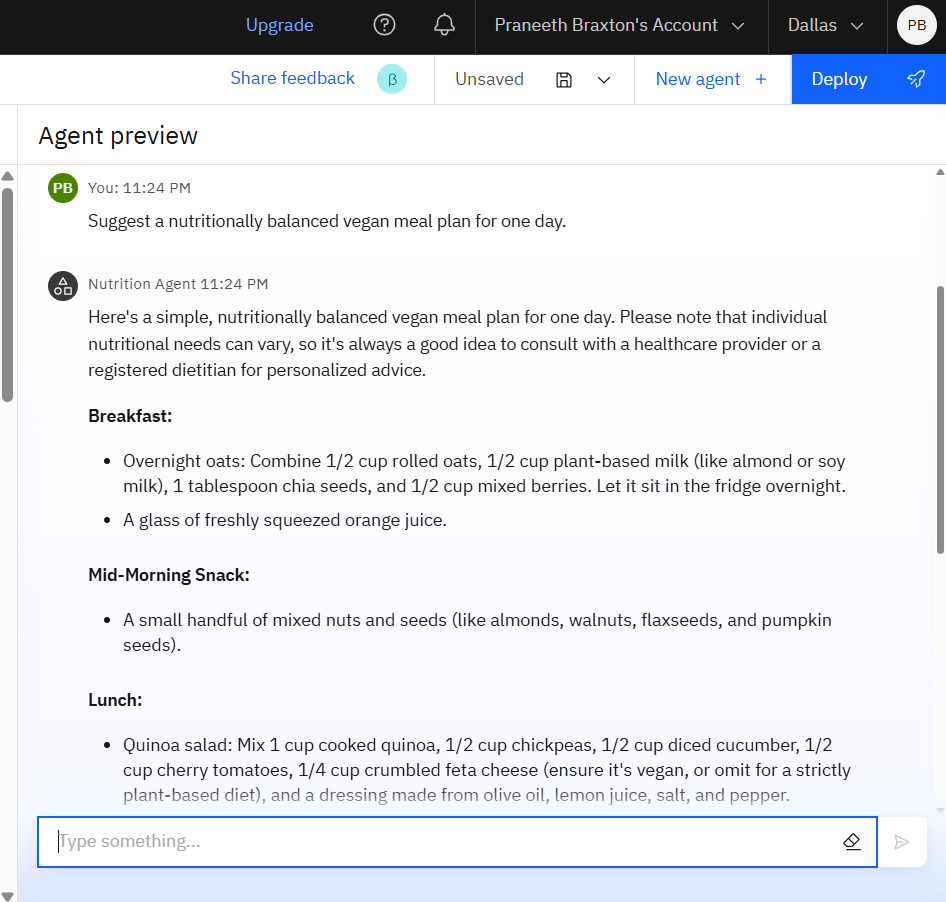 Upgrade Praneeth Braxton's Account Dallas PB
Share feedback β Unsaved New agent + Deploy
Agent preview
PB You: 11:24 PM
Suggest a nutritionally balanced vegan meal plan for one day.
Nutrition Agent 11:24 PM
Here's a simple, nutritionally balanced vegan meal plan for one day. Please note that individual
nutritional needs can vary, so it's always a good idea to consult with a healthcare provider or a
registered dietitian for personalized advice.
Breakfast:
• Overnight oats: Combine 1/2 cup rolled oats, 1/2 cup plant-based milk (like almond or soy
milk), 1 tablespoon chia seeds, and 1/2 cup mixed berries. Let it sit in the fridge overnight.
• A glass of freshly squeezed orange juice.
Mid-Morning Snack:
• A small handful of mixed nuts and seeds (like almonds, walnuts, flaxseeds, and pumpkin
seeds).
Lunch:
• Quinoa salad: Mix 1 cup cooked quinoa, 1/2 cup chickpeas, 1/2 cup diced cucumber, 1/2
cup cherry tomatoes, 1/4 cup crumbled feta cheese (ensure it's vegan, or omit for a strictly
plant-based diet), and a dressing made from olive oil, lemon juice, salt, and pepper.
Type something...